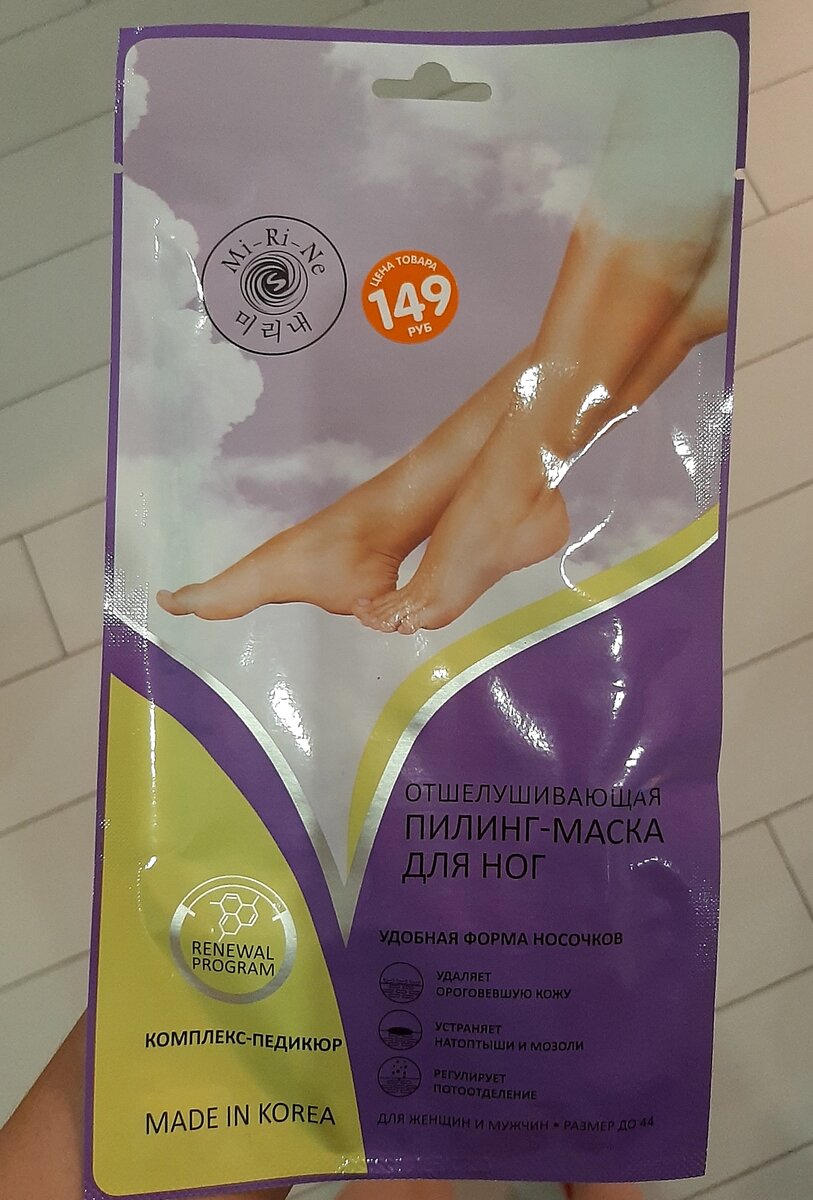 Mi-Ri-Ne
미리내
ЦЕНА ТОВАРА
149
РУБ
ОТШЕЛУШИВАЮЩАЯ
ПИЛИНГ-МАСКА
ДЛЯ НОГ
УДОБНАЯ ФОРМА НОСОЧКОВ
УДАЛЯЕТ
ОРОГОВЕВШУЮ КОЖУ
УСТРАНЯЕТ
НАТОПТЫШИ И МОЗОЛИ
РЕГУЛИРУЕТ
ПОТООТДЕЛЕНИЕ
ДЛЯ ЖЕНЩИН И МУЖЧИН • РАЗМЕР ДО 44
RENEWAL
PROGRAM
КОМПЛЕКС-ПЕДИКЮР
MADE IN KOREA